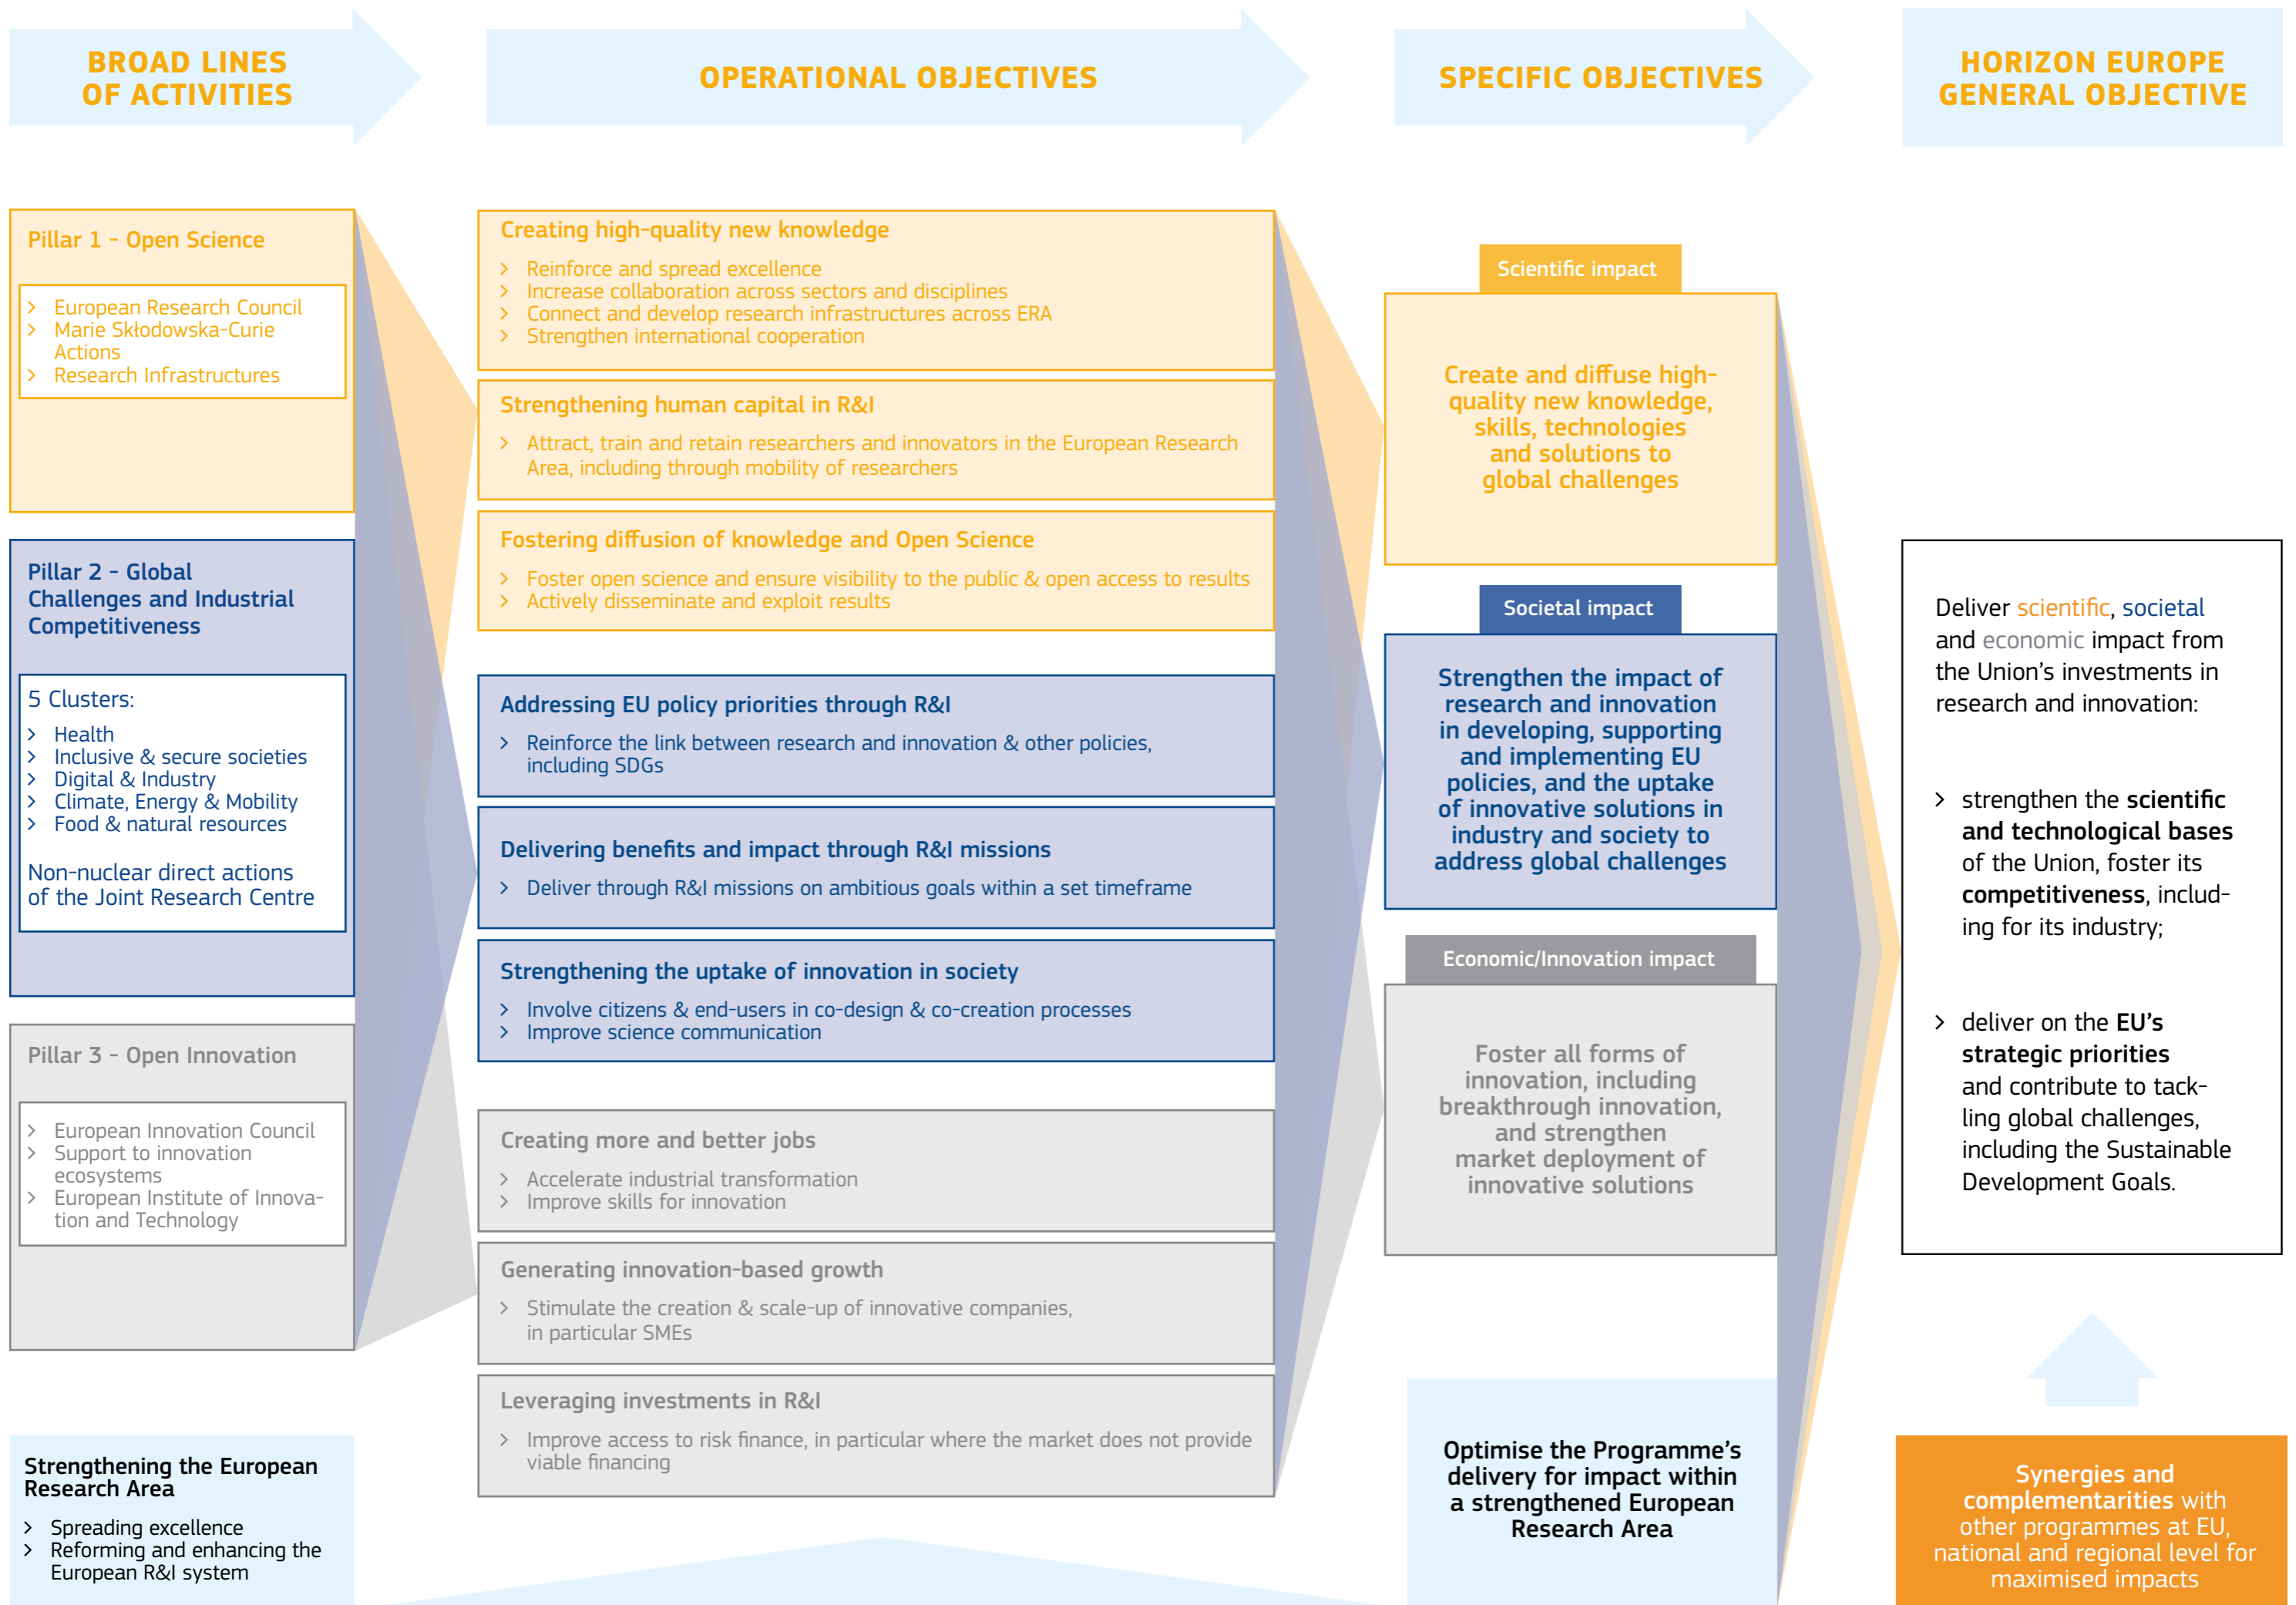 BROAD LINES
OF ACTIVITIES
OPERATIONAL OBJECTIVES
SPECIFIC OBJECTIVES
HORIZON EUROPE
GENERAL OBJECTIVE
Pillar 1 - Open Science
> European Research Council
> Marie Skłodowska-Curie
Actions
> Research Infrastructures
Pillar 2 - Global
Challenges and Industrial
Competitiveness
5 Clusters:
> Health
> Inclusive & secure societies
> Digital & Industry
> Climate, Energy & Mobility
> Food & natural resources
Non-nuclear direct actions
of the Joint Research Centre
Pillar 3 - Open Innovation
> European Innovation Council
> Support to innovation
ecosystems
> European Institute of Innova-
tion and Technology
Strengthening the European
Research Area
> Spreading excellence
> Reforming and enhancing the
European R&I system
Creating high-quality new knowledge
> Reinforce and spread excellence
> Increase collaboration across sectors and disciplines
> Connect and develop research infrastructures across ERA
> Strengthen international cooperation
Strengthening human capital in R&I
> Attract, train and retain researchers and innovators in the European Research
Area, including through mobility of researchers
Fostering diffusion of knowledge and Open Science
> Foster open science and ensure visibility to the public & open access to results
> Actively disseminate and exploit results
Addressing EU policy priorities through R&I
> Reinforce the link between research and innovation & other policies,
including SDGs
Delivering benefits and impact through R&I missions
> Deliver through R&I missions on ambitious goals within a set timeframe
Strengthening the uptake of innovation in society
> Involve citizens & end-users in co-design & co-creation processes
> Improve science communication
Creating more and better jobs
> Accelerate industrial transformation
> Improve skills for innovation
Generating innovation-based growth
> Stimulate the creation & scale-up of innovative companies,
in particular SMEs
Leveraging investments in R&I
> Improve access to risk finance, in particular where the market does not provide
viable financing
Scientific impact
Create and diffuse high-
quality new knowledge,
skills, technologies
and solutions to
global challenges
Societal impact
Strengthen the impact of
research and innovation
in developing, supporting
and implementing EU
policies, and the uptake
of innovative solutions in
industry and society to
address global challenges
Economic/Innovation impact
Foster all forms of
innovation, including
breakthrough innovation,
and strengthen
market deployment of
innovative solutions
Optimise the Programme's
delivery for impact within
a strengthened European
Research Area
Deliver scientific, societal
and economic impact from
the Union's investments in
research and innovation:
> strengthen the scientific
and technological bases
of the Union, foster its
competitiveness, includ-
ing for its industry;
> deliver on the EU's
strategic priorities
and contribute to tack-
ling global challenges,
including the Sustainable
Development Goals.
Synergies and
complementarities with
other programmes at EU,
national and regional level for
maximised impacts